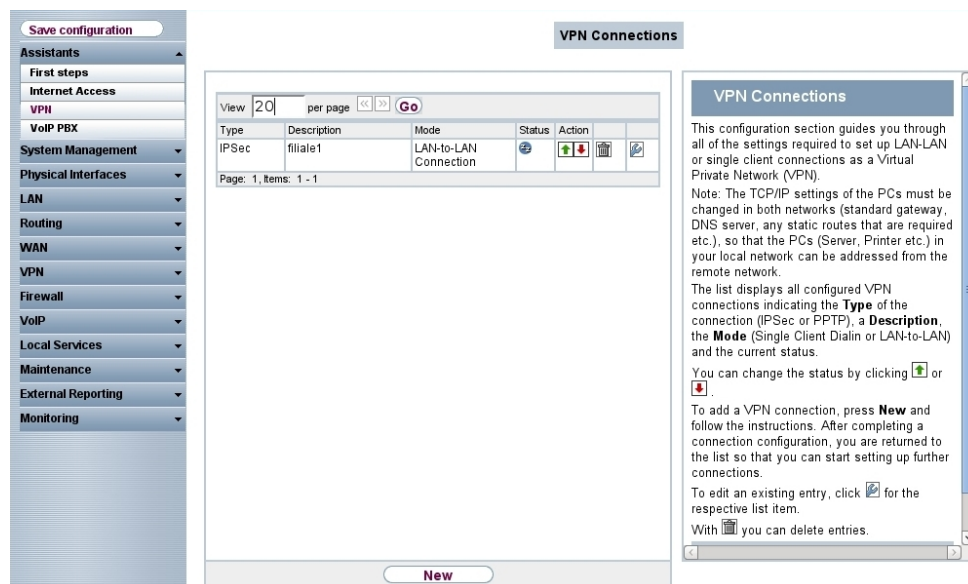 Save configuration
VPN Connections
Assistants
First steps
Internet Access
VPN
VoIP PBX
System Management
Physical Interfaces
LAN
Routing
WAN
VPN
Firewall
VoIP
Local Services
Maintenance
External Reporting
Monitoring
View 20 per page << >> Go
Type Description Mode Status Action
IPSec filiale1 LAN-to-LAN
Connection
Page: 1, Items: 1 - 1
New
VPN Connections
This configuration section guides you through
all of the settings required to set up LAN-LAN
or single client connections as a Virtual
Private Network (VPN).
Note: The TCP/IP settings of the PCs must be
changed in both networks (standard gateway,
DNS server, any static routes that are required
etc.), so that the PCs (Server, Printer etc.) in
your local network can be addressed from the
remote network.
The list displays all configured VPN
connections indicating the Type of the
connection (IPSec or PPTP), a Description,
the Mode (Single Client Dialin or LAN-to-LAN)
and the current status.
You can change the status by clicking or
.
To add a VPN connection, press New and
follow the instructions. After completing a
connection configuration, you are returned to
the list so that you can start setting up further
connections.
To edit an existing entry, click for the
respective list item.
With you can delete entries.